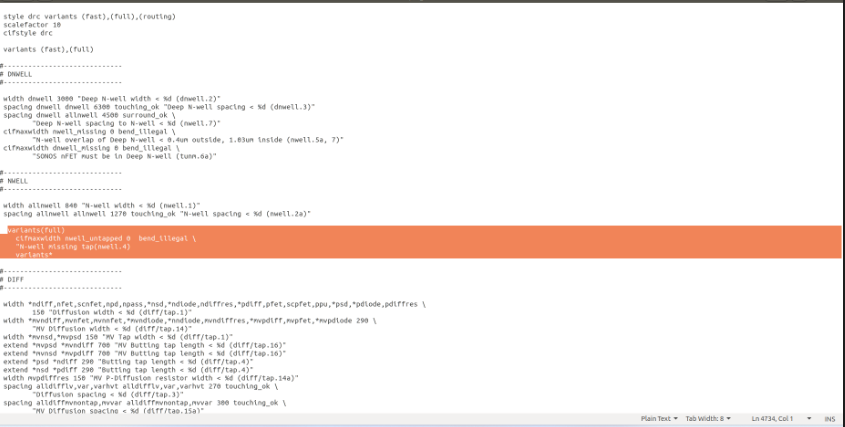 style drc variants (fast),(full),(routing)
scalefactor 10
cifstyle drc
variants (fast),(full)
#-----------------------------
# DNWELL
#-----------------------------
width dnwell 3000 "Deep N-well width < %d (dnwell.2)"
spacing dnwell dnwell 6300 touching_ok "Deep N-well spacing < %d (dnwell.3)"
spacing dnwell allnwell 4500 surround_ok \
"Deep N-well spacing to N-well < %d (nwell.7)"
cifmaxwidth nwell_missing 0 bend_illegal \
"N-well overlap of Deep N-well < 0.4um outside, 1.03um inside (nwell.5a, 7)"
cifmaxwidth dnwell_missing 0 bend_illegal \
"SONOS nFET must be in Deep N-well (tunm.6a)"
#-----------------------------
# NWELL
#-----------------------------
width allnwell 840 "N-well width < %d (nwell.1)"
spacing allnwell allnwell 1270 touching_ok "N-well spacing < %d (nwell.2a)"
variants(full)
cifmaxwidth nwell_untapped 0  bend_illegal \
"N-well missing tap(nwell.4)
variants*
#-----------------------------
# DIFF
#-----------------------------
width *ndiff,nfet,scnfet,npd,npass,*nsd,*ndiode,ndiffres,*pdiff,pfet,scpfet,ppu,*psd,*pdiode,pdiffres \
150 "Diffusion width < %d (diff/tap.1)"
width *mvndiff,mvnfet,mvnnfet,*mvndiode,*nndiode,mvndiffres,*mvpdiff,mvpfet,*mvpdiode 290 \
"MV Diffusion width < %d (diff/tap.14)"
width *mvnsd,*mvpsd 150 "MV Tap width < %d (diff/tap.1)"
extend *mvpsd *mvndiff 700 "MV Butting tap length < %d (diff/tap.16)"
extend *mvnsd *mvpdiff 700 "MV Butting tap length < %d (diff/tap.16)"
extend *psd *ndiff 290 "Butting tap length < %d (diff/tap.4)"
extend *nsd *pdiff 290 "Butting tap length < %d (diff/tap.4)"
width mvpdiffres 150 "MV P-Diffusion resistor width < %d (diff/tap.14a)"
spacing alldifflv,var,varhvt alldifflv,var,varhvt 270 touching_ok \
"Diffusion spacing < %d (diff/tap.3)"
spacing alldiffmvnontap,mvvar alldiffmvnontap,mvvar 300 touching_ok \
"MV Diffusion spacing < %d (diff/tap.15a)"
Plain Text Tab Width: 8 Ln 4734, Col 1 INS